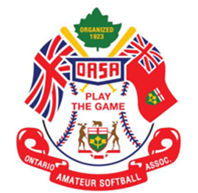 ORGANIZED
1923
OASA
PLAY
THE GAME
ONTARIO AMATEUR SOFTBALL ASSOC.